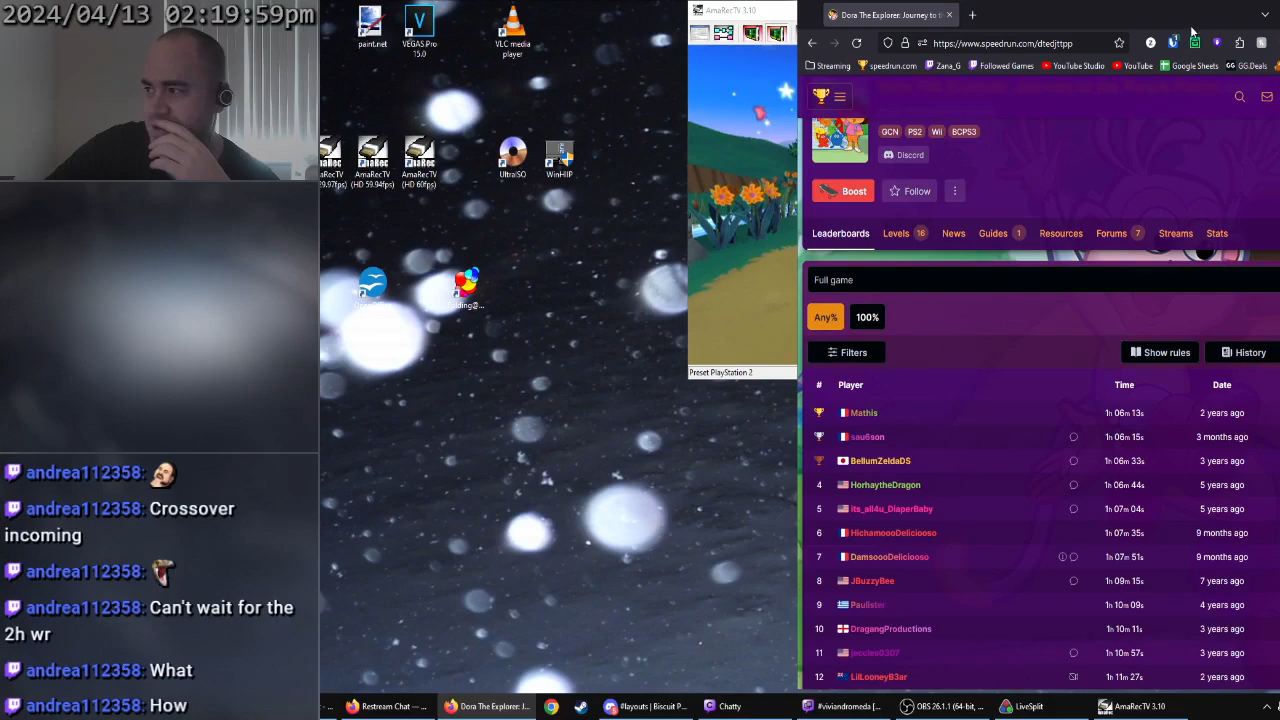 2024/04/13 02:19:59pm
paint.net
VEGAS Pro
15.0
VLC media
player
AmaRecTV 3.10
Dora The Explorer: Journey to t
https://www.speedrun.com/dtedjttpp
Streaming
speedrun.com
Zana_G
Followed Games
YouTube Studio
YouTube
Google Sheets
GG.Deals
GCN
PS2
Wii
BCPS3
Discord
Boost
Follow
AmaRecTV
(HD 59.94fps)
AmaRecTV
(HD 60fps)
UltraISO
WinHIIP
Leaderboards
Levels 16
News
Guides 1
Resources
Forums 7
Streams
Stats
Full game
Any%
100%
Filters
Show rules
History
Preset PlayStation 2
# Player Time Date
Mathis 1h 06m 13s 2 years ago
sau6son 1h 06m 15s 3 months ago
BellumZeldaDS 1h 06m 33s 3 years ago
4 HorhaytheDragon 1h 06m 44s 5 years ago
5 its_all4u_DiaperBaby 1h 07m 04s 5 years ago
6 HichamoooDeliciooso 1h 07m 35s 9 months ago
7 DamsoooDeliciooso 1h 07m 51s 9 months ago
8 JBuzzyBee 1h 09m 15s 7 years ago
9 Paulister 1h 10m 09s 4 years ago
10 DragangProductions 1h 10m 11s 3 years ago
11 jeccles0307 1h 10m 57s 3 years ago
12 LilLooneyB3ar 1h 11m 27s 2 years ago
andrea112358:
andrea112358: Crossover
incoming
andrea112358:
andrea112358: Can't wait for the
2h wr
andrea112358: What
andrea112358: How
Restream Chat — ...
Dora The Explorer: J...
#layouts | Biscuit P...
Chatty
#viviandromeda [...
OBS 26.1.1 (64-bit, ...
LiveSplit
AmaRecTV 3.10